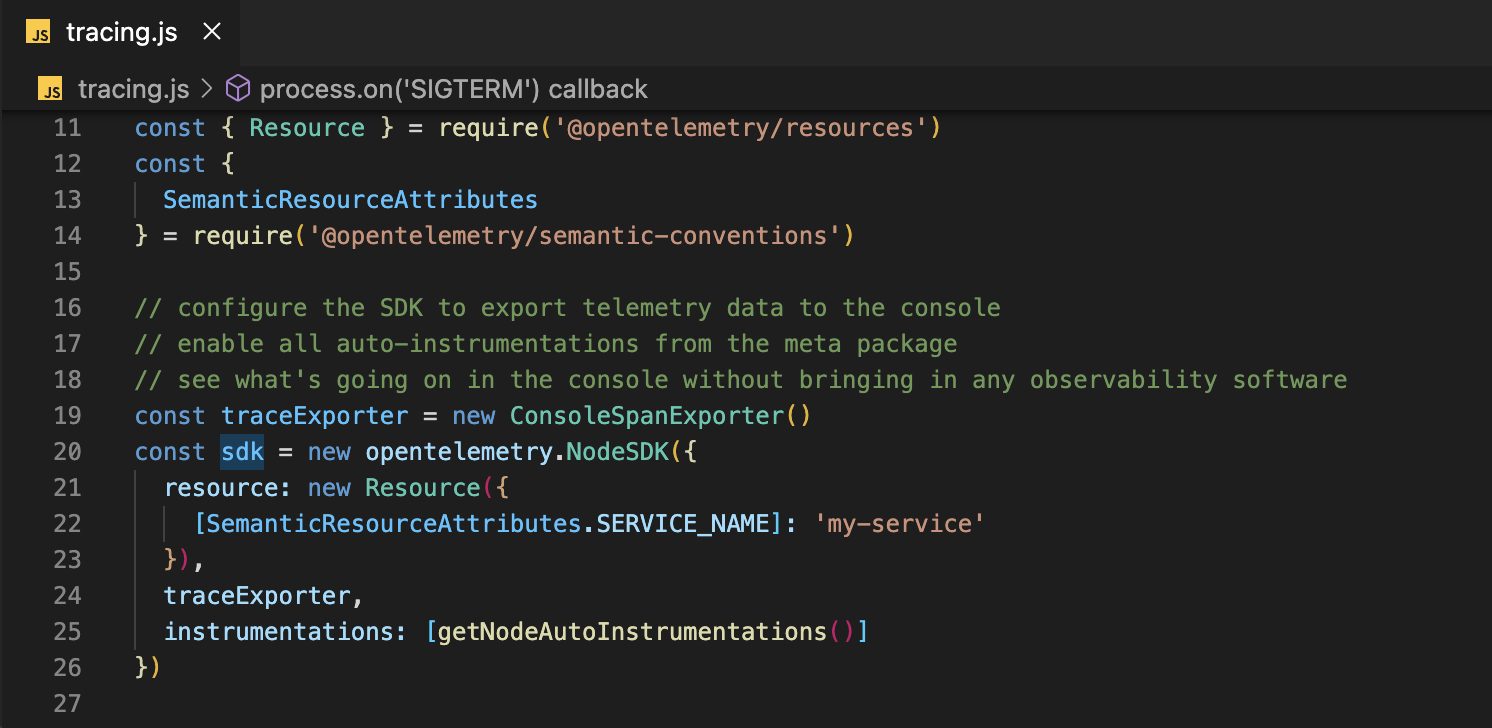 JS tracing.js ×
JS tracing.js > process.on('SIGTERM') callback
11 const { Resource } = require('@opentelemetry/resources')
12 const {
13   SemanticResourceAttributes
14 } = require('@opentelemetry/semantic-conventions')
15
16 // configure the SDK to export telemetry data to the console
17 // enable all auto-instrumentations from the meta package
18 // see what's going on in the console without bringing in any observability software
19 const traceExporter = new ConsoleSpanExporter()
20 const sdk = new opentelemetry.NodeSDK({
21   resource: new Resource({
22     [SemanticResourceAttributes.SERVICE_NAME]: 'my-service'
23   }),
24   traceExporter,
25   instrumentations: [getNodeAutoInstrumentations()]
26 })
27